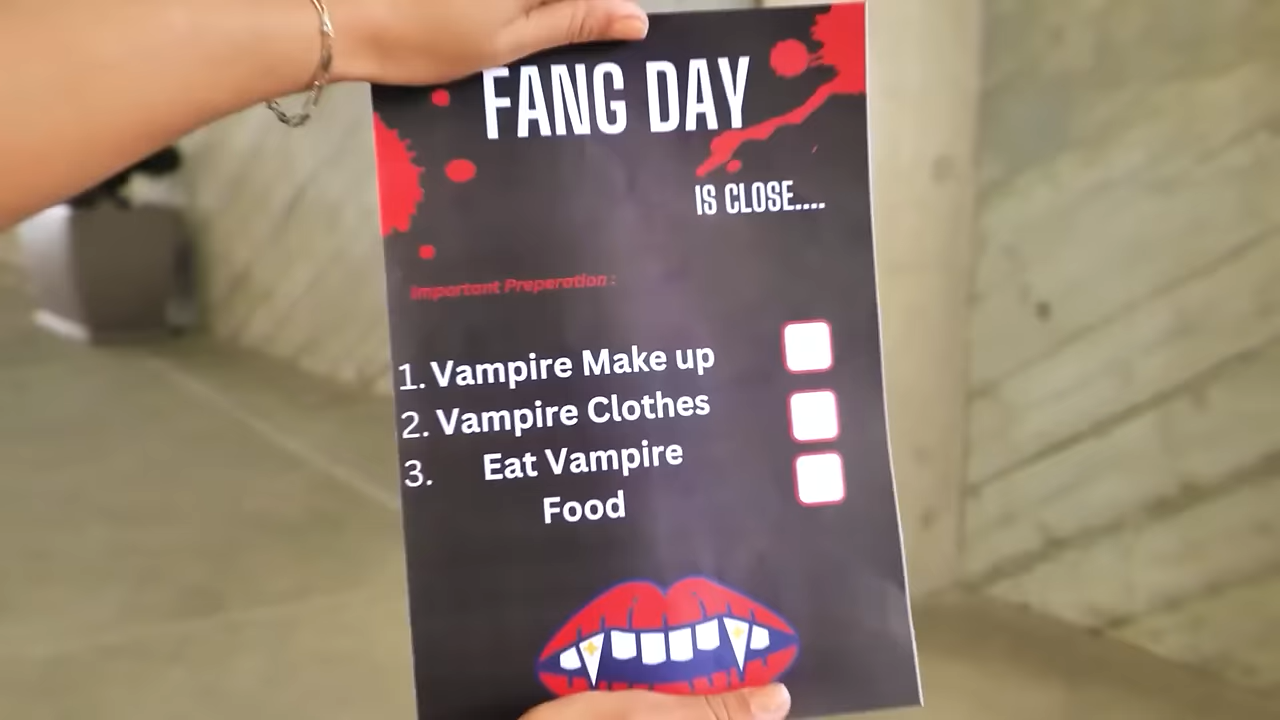 FANG DAY
IS CLOSE....
Important Preperation :
1. Vampire Make up
2. Vampire Clothes
3. Eat Vampire
Food